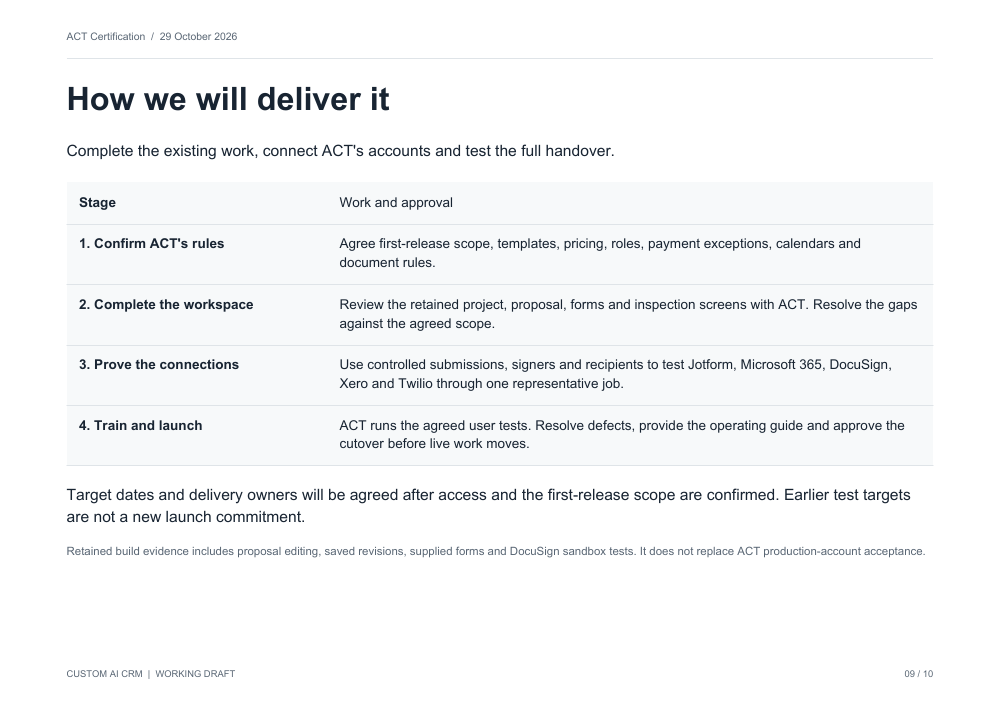 ACT Certification / 29 October 2026
How we will deliver it
Complete the existing work, connect ACT's accounts and test the full handover.
Stage
Work and approval
1. Confirm ACT's rules
Agree first-release scope, templates, pricing, roles, payment exceptions, calendars and
document rules.
2. Complete the workspace
Review the retained project, proposal, forms and inspection screens with ACT. Resolve the gaps
against the agreed scope.
3. Prove the connections
Use controlled submissions, signers and recipients to test Jotform, Microsoft 365, DocuSign,
Xero and Twilio through one representative job.
4. Train and launch
ACT runs the agreed user tests. Resolve defects, provide the operating guide and approve the
cutover before live work moves.
Target dates and delivery owners will be agreed after access and the first-release scope are confirmed. Earlier test targets
are not a new launch commitment.
Retained build evidence includes proposal editing, saved revisions, supplied forms and DocuSign sandbox tests. It does not replace ACT production-account acceptance.
CUSTOM AI CRM | WORKING DRAFT
09 / 10